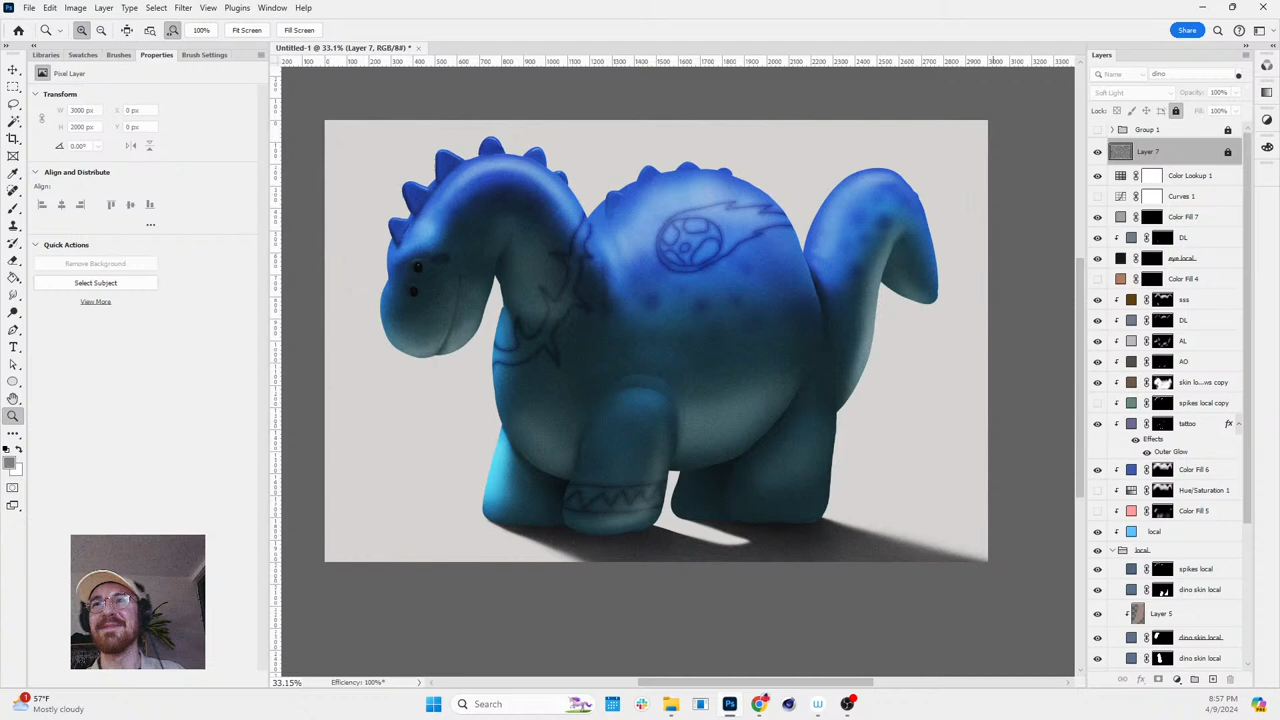 File Edit Image Layer Type Select Filter View Plugins Window Help
100% Fit Screen Fill Screen Share
Libraries Swatches Brushes Properties Brush Settings
Untitled-1 @ 33.1% (Layer 7, RGB/8#) *
Layers
Pixel Layer
Transform
W 3000 px X 0 px
H 2000 px Y 0 px
0.00°
Align and Distribute
Align:
Quick Actions
Remove Background
Select Subject
View More
Name dino
Soft Light Opacity: 100%
Lock: Fill: 100%
Group 1
Layer 7
Color Lookup 1
Curves 1
Color Fill 7
DL
eye local
Color Fill 4
sss
DL
AL
AO
skin lo...ws copy
spikes local copy
tattoo fx
Effects
Outer Glow
Color Fill 6
Hue/Saturation 1
Color Fill 5
local
local
spikes local
dino skin local
Layer 5
dino skin local
dino skin local
33.15% Efficiency: 100%*
57°F
Mostly cloudy
Search
8:57 PM
4/9/2024